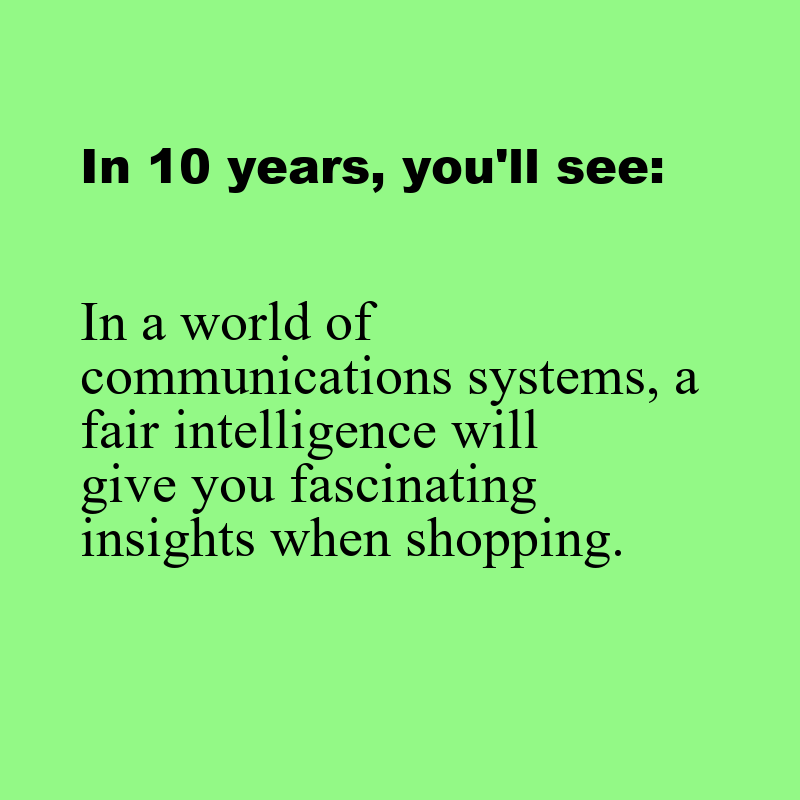 In 10 years, you'll see:
In a world of
communications systems, a
fair intelligence will
give you fascinating
insights when shopping.